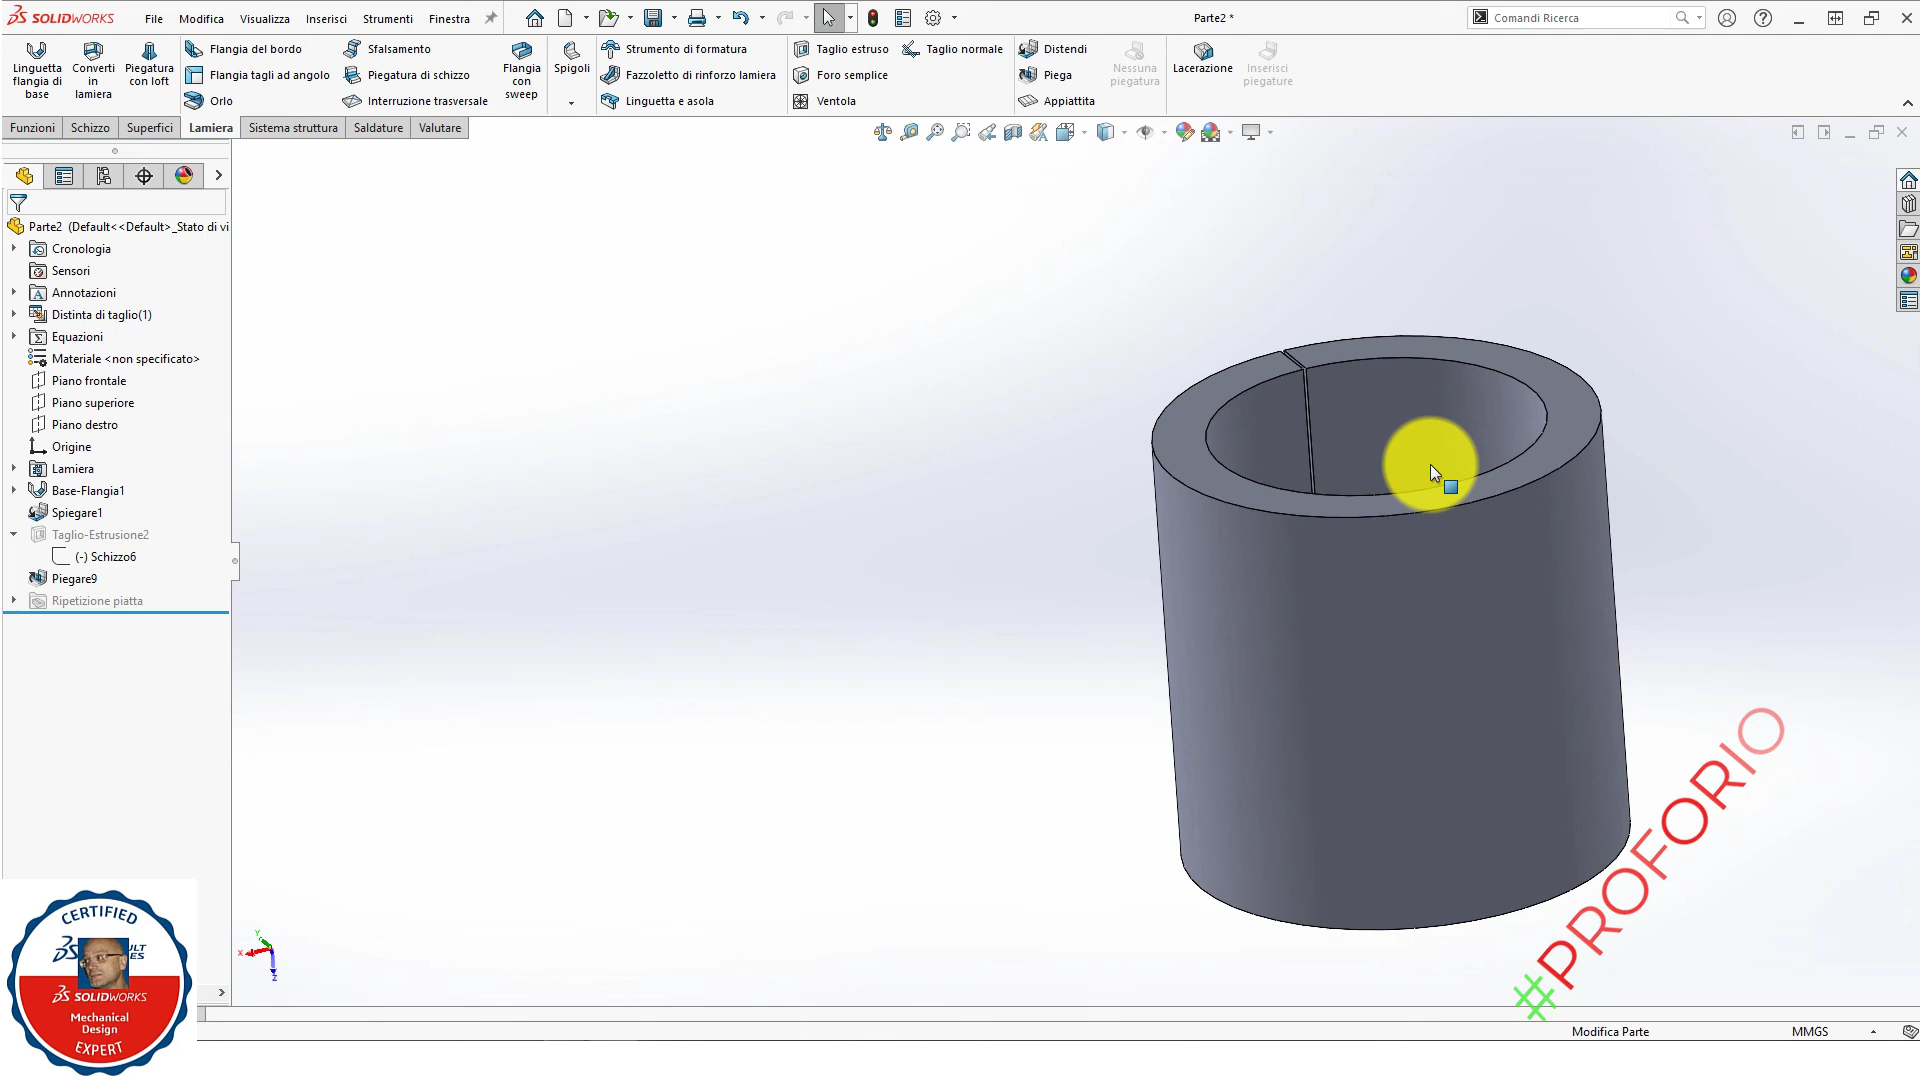 SOLIDWORKS File Modifica Visualizza Inserisci Strumenti Finestra Parte2 * Comandi Ricerca
Linguetta flangia di base
Converti in lamiera
Piegatura con loft
Flangia del bordo
Flangia tagli ad angolo
Orlo
Sfalsamento
Piegatura di schizzo
Interruzione trasversale
Flangia con sweep
Spigoli
Strumento di formatura
Fazzoletto di rinforzo lamiera
Linguetta e asola
Taglio estruso
Foro semplice
Ventola
Taglio normale
Distendi
Piega
Appiattita
Nessuna piegatura
Lacerazione
Inserisci piegature
Funzioni Schizzo Superfici Lamiera Sistema struttura Saldature Valutare
Parte2 (Default<<Default>_Stato di vi
Cronologia
Sensori
Annotazioni
Distinta di taglio(1)
Equazioni
Materiale <non specificato>
Piano frontale
Piano superiore
Piano destro
Origine
Lamiera
Base-Flangia1
Spiegare1
Taglio-Estrusione2
(-) Schizzo6
Piegare9
Ripetizione piatta
Y
X
Z
CERTIFIED
SOLIDWORKS
Mechanical
Design
EXPERT
#PROFORIO
Modifica Parte MMGS